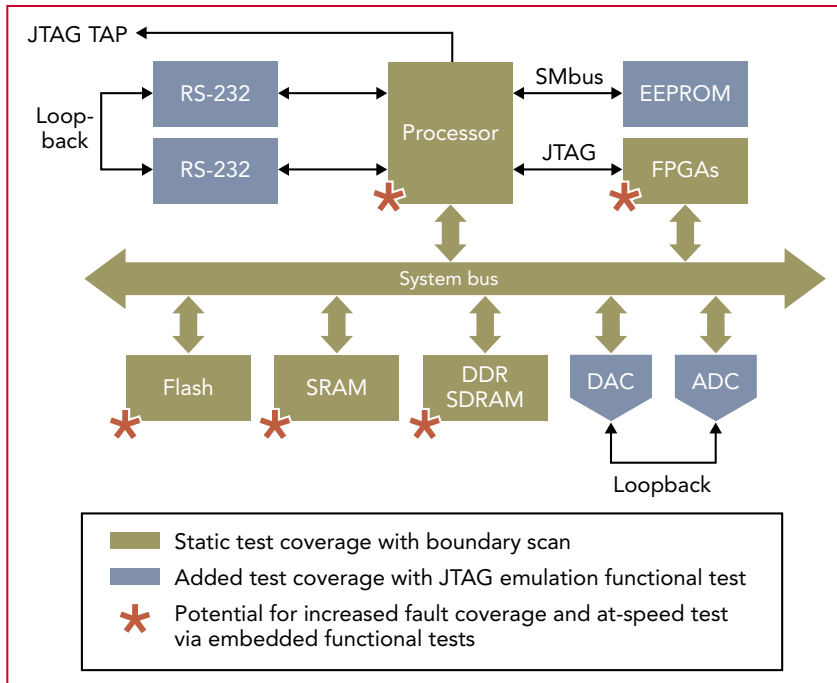 JTAG TAP
RS-232
SMbus
EEPROM
Loop-
back
Processor
RS-232
JTAG
FPGAs
System bus
Flash
SRAM
DDR
SDRAM
DAC
ADC
Loopback
Static test coverage with boundary scan
Added test coverage with JTAG emulation functional test
Potential for increased fault coverage and at-speed test
via embedded functional tests